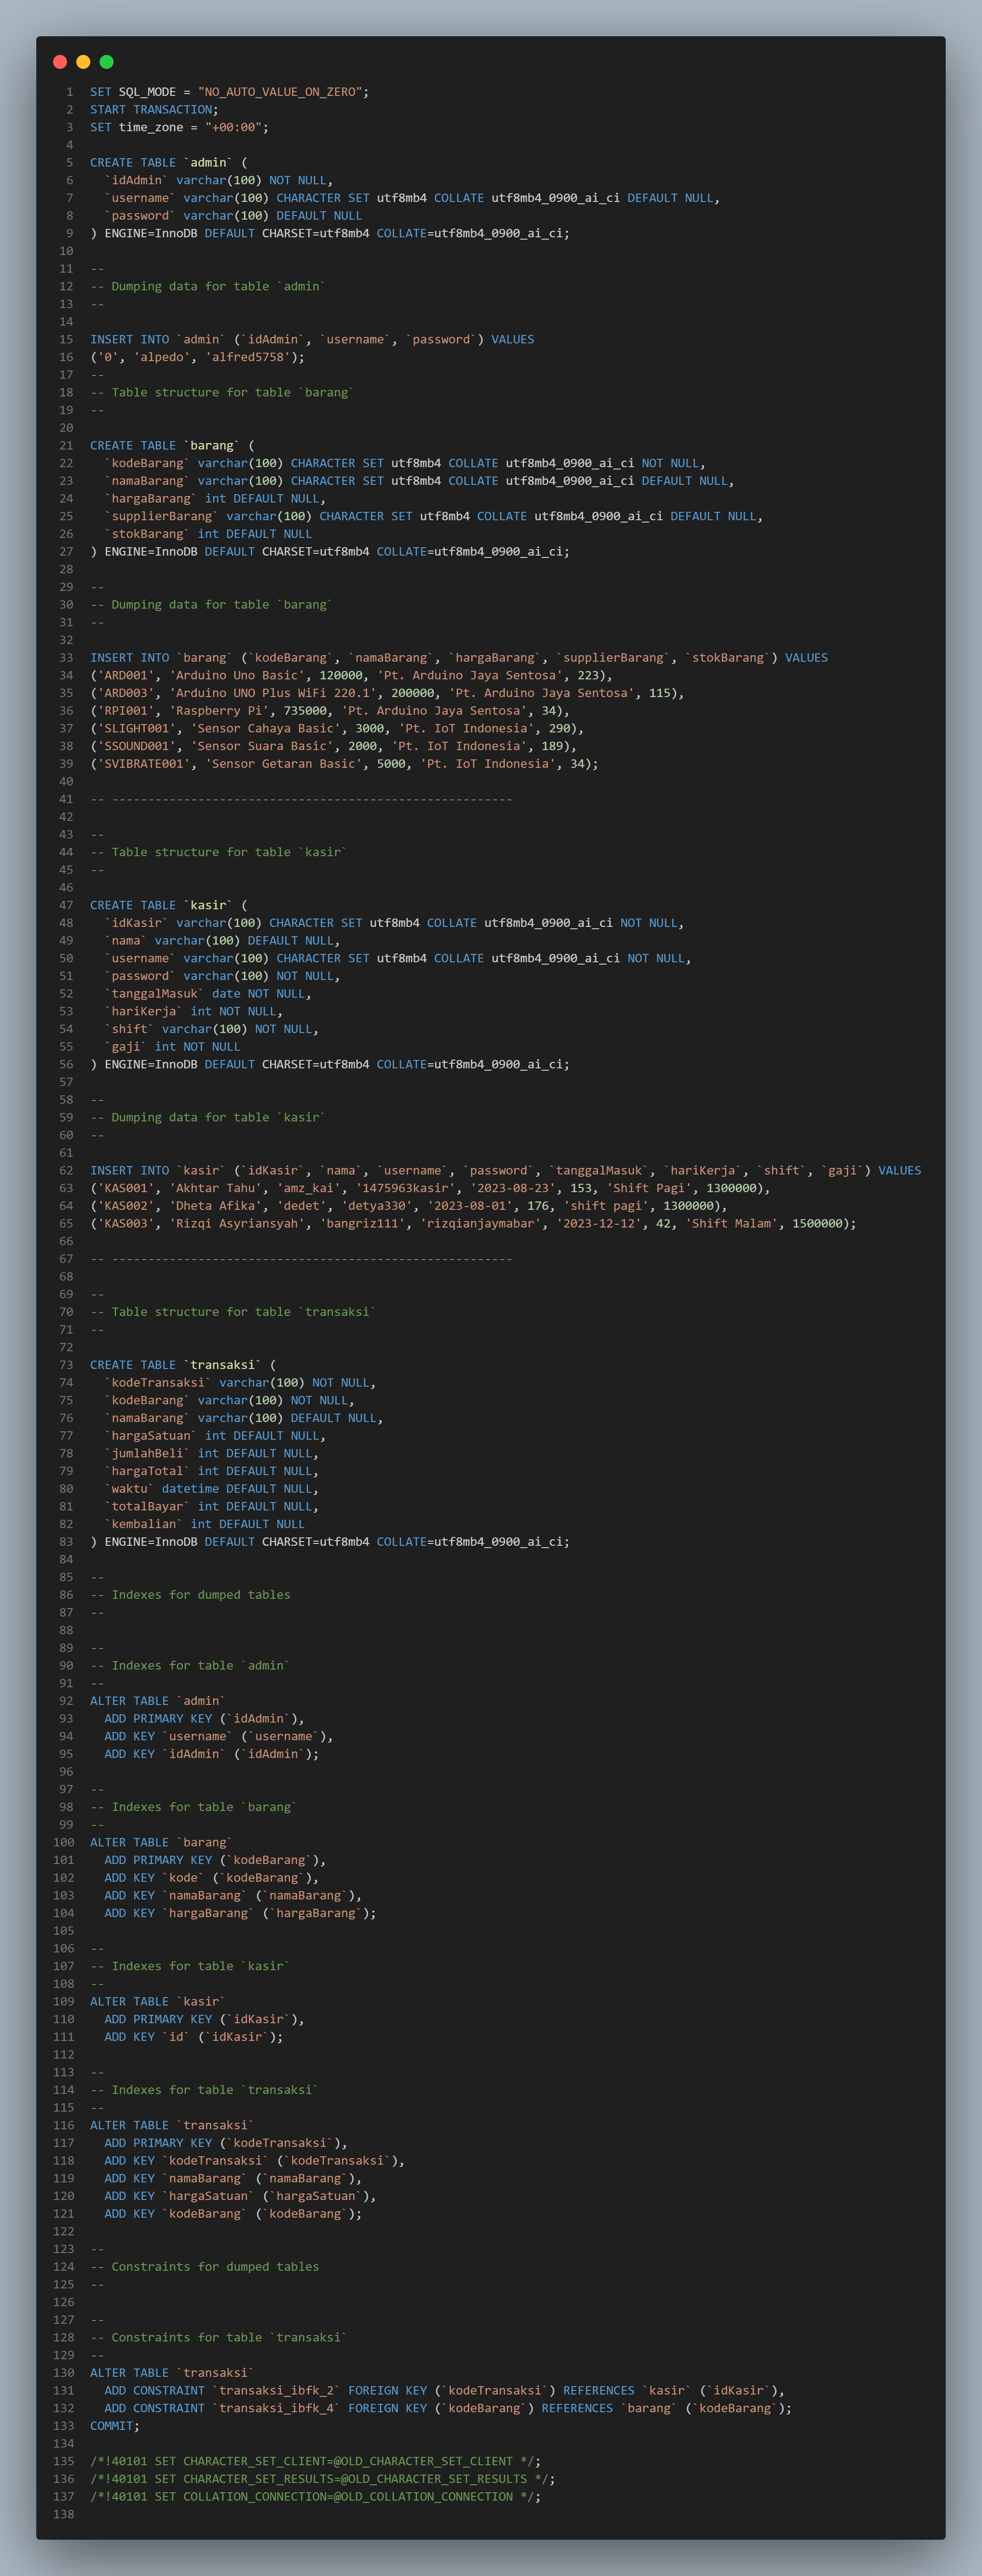 1 SET SQL_MODE = "NO_AUTO_VALUE_ON_ZERO";
2 START TRANSACTION;
3 SET time_zone = "+00:00";
4
5 CREATE TABLE `admin` (
6   `idAdmin` varchar(100) NOT NULL,
7   `username` varchar(100) CHARACTER SET utf8mb4 COLLATE utf8mb4_0900_ai_ci DEFAULT NULL,
8   `password` varchar(100) DEFAULT NULL
9 ) ENGINE=InnoDB DEFAULT CHARSET=utf8mb4 COLLATE=utf8mb4_0900_ai_ci;
10
11 --
12 -- Dumping data for table `admin`
13 --
14
15 INSERT INTO `admin` (`idAdmin`, `username`, `password`) VALUES
16 ('0', 'alpedo', 'alfred5758');
17 --
18 -- Table structure for table `barang`
19 --
20
21 CREATE TABLE `barang` (
22   `kodeBarang` varchar(100) CHARACTER SET utf8mb4 COLLATE utf8mb4_0900_ai_ci NOT NULL,
23   `namaBarang` varchar(100) CHARACTER SET utf8mb4 COLLATE utf8mb4_0900_ai_ci DEFAULT NULL,
24   `hargaBarang` int DEFAULT NULL,
25   `supplierBarang` varchar(100) CHARACTER SET utf8mb4 COLLATE utf8mb4_0900_ai_ci DEFAULT NULL,
26   `stokBarang` int DEFAULT NULL
27 ) ENGINE=InnoDB DEFAULT CHARSET=utf8mb4 COLLATE=utf8mb4_0900_ai_ci;
28
29 --
30 -- Dumping data for table `barang`
31 --
32
33 INSERT INTO `barang` (`kodeBarang`, `namaBarang`, `hargaBarang`, `supplierBarang`, `stokBarang`) VALUES
34 ('ARD001', 'Arduino Uno Basic', 120000, 'Pt. Arduino Jaya Sentosa', 223),
35 ('ARD003', 'Arduino UNO Plus WiFi 220.1', 200000, 'Pt. Arduino Jaya Sentosa', 115),
36 ('RPI001', 'Raspberry Pi', 735000, 'Pt. Arduino Jaya Sentosa', 34),
37 ('SLIGHT001', 'Sensor Cahaya Basic', 3000, 'Pt. IoT Indonesia', 290),
38 ('SSOUND001', 'Sensor Suara Basic', 2000, 'Pt. IoT Indonesia', 189),
39 ('SVIBRATE001', 'Sensor Getaran Basic', 5000, 'Pt. IoT Indonesia', 34);
40
41 -- --------------------------------------------------------
42
43 --
44 -- Table structure for table `kasir`
45 --
46
47 CREATE TABLE `kasir` (
48   `idKasir` varchar(100) CHARACTER SET utf8mb4 COLLATE utf8mb4_0900_ai_ci NOT NULL,
49   `nama` varchar(100) DEFAULT NULL,
50   `username` varchar(100) CHARACTER SET utf8mb4 COLLATE utf8mb4_0900_ai_ci NOT NULL,
51   `password` varchar(100) NOT NULL,
52   `tanggalMasuk` date NOT NULL,
53   `hariKerja` int NOT NULL,
54   `shift` varchar(100) NOT NULL,
55   `gaji` int NOT NULL
56 ) ENGINE=InnoDB DEFAULT CHARSET=utf8mb4 COLLATE=utf8mb4_0900_ai_ci;
57
58 --
59 -- Dumping data for table `kasir`
60 --
61
62 INSERT INTO `kasir` (`idKasir`, `nama`, `username`, `password`, `tanggalMasuk`, `hariKerja`, `shift`, `gaji`) VALUES
63 ('KAS001', 'Akhtar Tahu', 'amz_kai', '1475963kasir', '2023-08-23', 153, 'Shift Pagi', 1300000),
64 ('KAS002', 'Dheta Afika', 'dedet', 'detya330', '2023-08-01', 176, 'shift pagi', 1300000),
65 ('KAS003', 'Rizqi Asyriansyah', 'bangriz111', 'rizqianjaymabar', '2023-12-12', 42, 'Shift Malam', 1500000);
66
67 -- --------------------------------------------------------
68
69 --
70 -- Table structure for table `transaksi`
71 --
72
73 CREATE TABLE `transaksi` (
74   `kodeTransaksi` varchar(100) NOT NULL,
75   `kodeBarang` varchar(100) NOT NULL,
76   `namaBarang` varchar(100) DEFAULT NULL,
77   `hargaSatuan` int DEFAULT NULL,
78   `jumlahBeli` int DEFAULT NULL,
79   `hargaTotal` int DEFAULT NULL,
80   `waktu` datetime DEFAULT NULL,
81   `totalBayar` int DEFAULT NULL,
82   `kembalian` int DEFAULT NULL
83 ) ENGINE=InnoDB DEFAULT CHARSET=utf8mb4 COLLATE=utf8mb4_0900_ai_ci;
84
85 --
86 -- Indexes for dumped tables
87 --
88
89 --
90 -- Indexes for table `admin`
91 --
92 ALTER TABLE `admin`
93   ADD PRIMARY KEY (`idAdmin`),
94   ADD KEY `username` (`username`),
95   ADD KEY `idAdmin` (`idAdmin`);
96
97 --
98 -- Indexes for table `barang`
99 --
100 ALTER TABLE `barang`
101   ADD PRIMARY KEY (`kodeBarang`),
102   ADD KEY `kode` (`kodeBarang`),
103   ADD KEY `namaBarang` (`namaBarang`),
104   ADD KEY `hargaBarang` (`hargaBarang`);
105
106 --
107 -- Indexes for table `kasir`
108 --
109 ALTER TABLE `kasir`
110   ADD PRIMARY KEY (`idKasir`),
111   ADD KEY `id` (`idKasir`);
112
113 --
114 -- Indexes for table `transaksi`
115 --
116 ALTER TABLE `transaksi`
117   ADD PRIMARY KEY (`kodeTransaksi`),
118   ADD KEY `kodeTransaksi` (`kodeTransaksi`),
119   ADD KEY `namaBarang` (`namaBarang`),
120   ADD KEY `hargaSatuan` (`hargaSatuan`),
121   ADD KEY `kodeBarang` (`kodeBarang`);
122
123 --
124 -- Constraints for dumped tables
125 --
126
127 --
128 -- Constraints for table `transaksi`
129 --
130 ALTER TABLE `transaksi`
131   ADD CONSTRAINT `transaksi_ibfk_2` FOREIGN KEY (`kodeTransaksi`) REFERENCES `kasir` (`idKasir`),
132   ADD CONSTRAINT `transaksi_ibfk_4` FOREIGN KEY (`kodeBarang`) REFERENCES `barang` (`kodeBarang`);
133 COMMIT;
134
135 /*!40101 SET CHARACTER_SET_CLIENT=@OLD_CHARACTER_SET_CLIENT */;
136 /*!40101 SET CHARACTER_SET_RESULTS=@OLD_CHARACTER_SET_RESULTS */;
137 /*!40101 SET COLLATION_CONNECTION=@OLD_COLLATION_CONNECTION */;
138